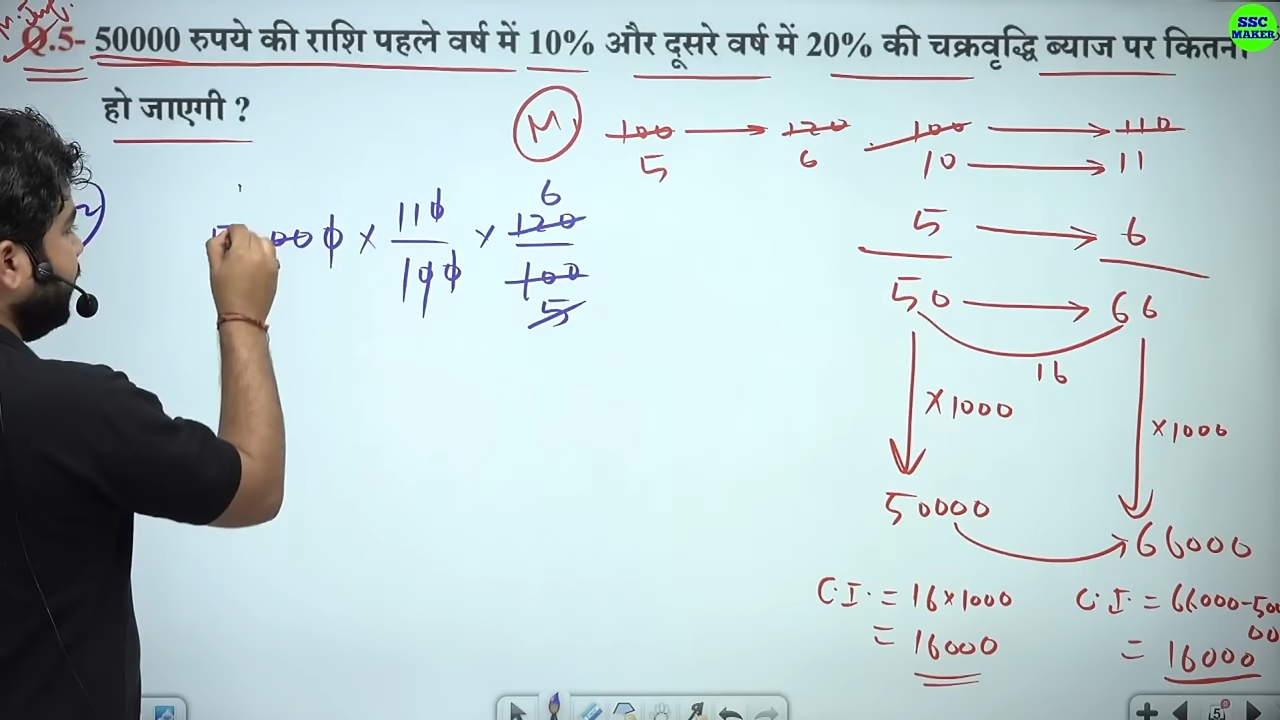 Q.5- 50000 रुपये की राशि पहले वर्ष में 10% और दूसरे वर्ष में 20% की चक्रवृद्धि ब्याज पर कितनी
हो जाएगी ?
SSC
MAKER
M
100 → 120
5 6
100 → 110
10 → 11
5 → 6
50 → 66
16
×1000
×1000
50000
66000
C.I. = 16×1000
= 16000
C.I. = 66000-50000
= 16000
× 110/100 × 120/100
6
5
5